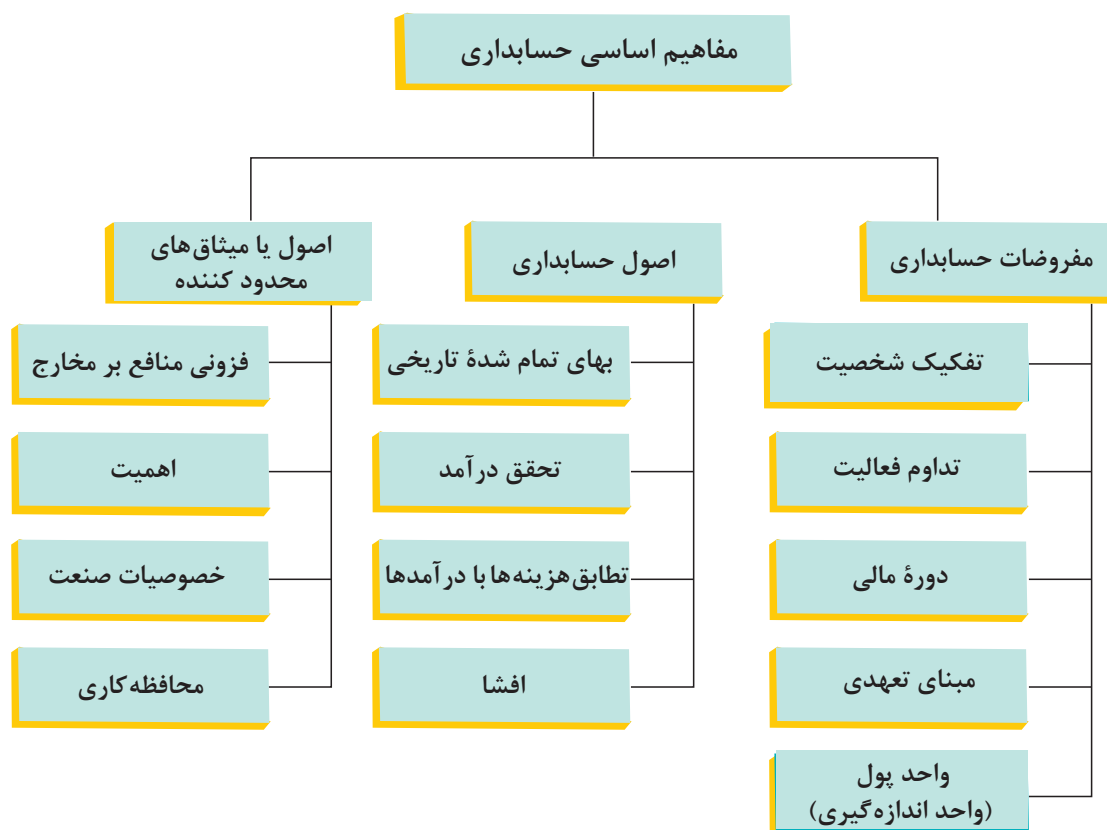 مفاهیم اساسی حسابداری
مفروضات حسابداری
تفکیک شخصیت
تداوم فعالیت
دورهٔ مالی
مبنای تعهدی
واحد پول
(واحد اندازه‌گیری)
اصول حسابداری
بهای تمام شدهٔ تاریخی
تحقق درآمد
تطابق هزینه‌ها با درآمدها
افشا
اصول یا میثاق‌های
محدود کننده
فزونی منافع بر مخارج
اهمیت
خصوصیات صنعت
محافظه‌کاری